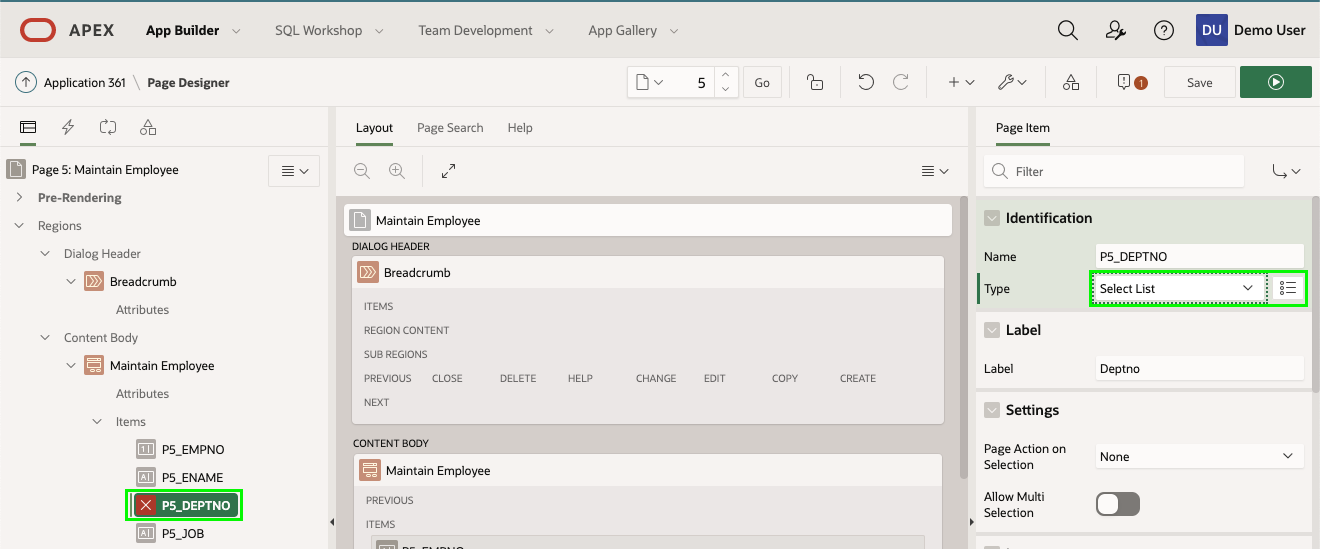 APEX App Builder SQL Workshop Team Development App Gallery DU Demo User
Application 361 \ Page Designer 5 Go 1 Save
Layout Page Search Help
Page Item
Page 5: Maintain Employee
Pre-Rendering
Regions
Dialog Header
Breadcrumb
Attributes
Content Body
Maintain Employee
Attributes
Items
P5_EMPNO
P5_ENAME
P5_DEPTNO
P5_JOB
Maintain Employee
DIALOG HEADER
Breadcrumb
ITEMS
REGION CONTENT
SUB REGIONS
PREVIOUS CLOSE DELETE HELP CHANGE EDIT COPY CREATE
NEXT
CONTENT BODY
Maintain Employee
PREVIOUS
ITEMS
P5_EMPNO
Filter
Identification
Name P5_DEPTNO
Type Select List
Label
Label Deptno
Settings
Page Action on
Selection
None
Allow Multi
Selection